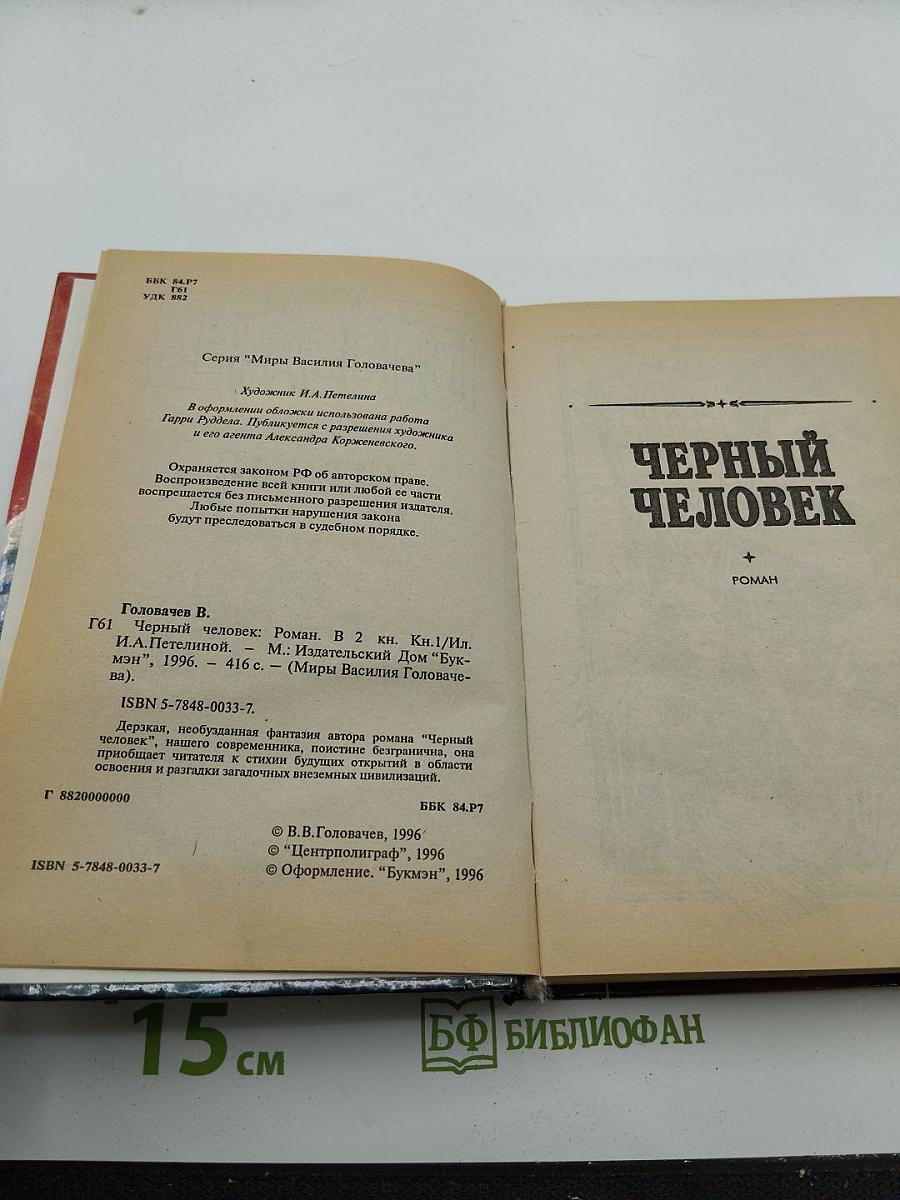 ББК 84.Р7
Г61
УДК 882
Серия "Миры Василия Головачева"
Художник И.А.Петелина
В оформлении обложки использована работа
Гарри Руддела. Публикуется с разрешения художника
и его агента Александра Корженевского.
Охраняется законом РФ об авторском праве.
Воспроизведение всей книги или любой ее части
воспрещается без письменного разрешения издателя.
Любые попытки нарушения закона
будут преследоваться в судебном порядке.
Головачев В.
Г61 Черный человек: Роман. В 2 кн. Кн.1/Ил.
И.А.Петелиной. – М.: Издательский Дом "Бук-
мэн", 1996. – 416 с. – (Миры Василия Головаче-
ва).
ISBN 5-7848-0033-7.
Дерзкая, необузданная фантазия автора романа "Черный
человек", нашего современника, поистине безгранична, она
приобщает читателя к стихии будущих открытий в области
освоения и разгадки загадочных внеземных цивилизаций.
Г 8820000000
ББК 84.Р7
© В.В.Головачев, 1996
© "Центрполиграф", 1996
© Оформление. "Букмэн", 1996
ISBN 5-7848-0033-7
ЧЕРНЫЙ
ЧЕЛОВЕК
РОМАН
15 см
БФ БИБЛИОФАН